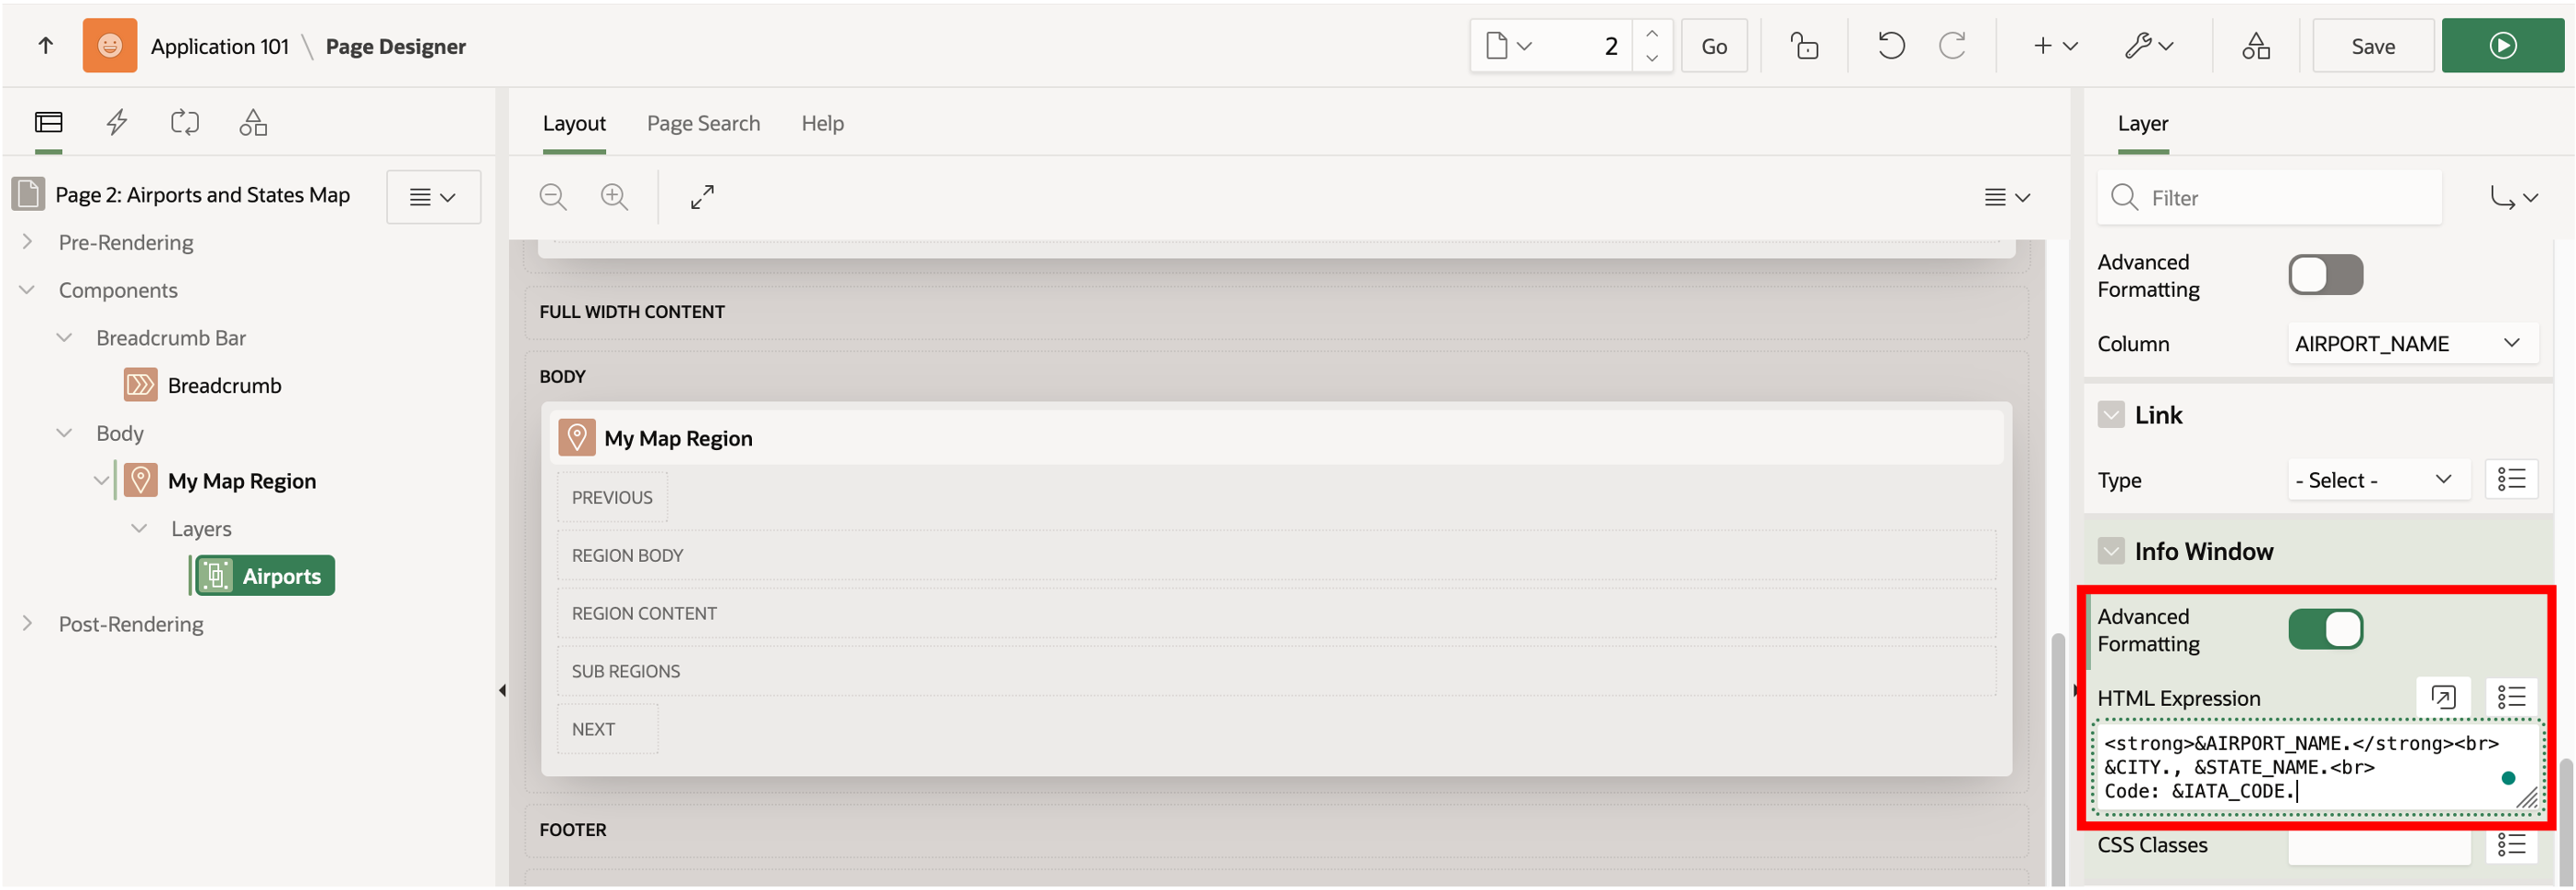 Application 101 \ Page Designer
2
Go
Save
Page 2: Airports and States Map
Pre-Rendering
Components
Breadcrumb Bar
Breadcrumb
Body
My Map Region
Layers
Airports
Post-Rendering
Layout
Page Search
Help
FULL WIDTH CONTENT
BODY
My Map Region
PREVIOUS
REGION BODY
REGION CONTENT
SUB REGIONS
NEXT
FOOTER
Layer
Filter
Advanced
Formatting
Column
AIRPORT_NAME
Link
Type
- Select -
Info Window
Advanced
Formatting
HTML Expression
<strong>&AIRPORT_NAME.</strong><br>
&CITY., &STATE_NAME.<br>
Code: &IATA_CODE.
CSS Classes